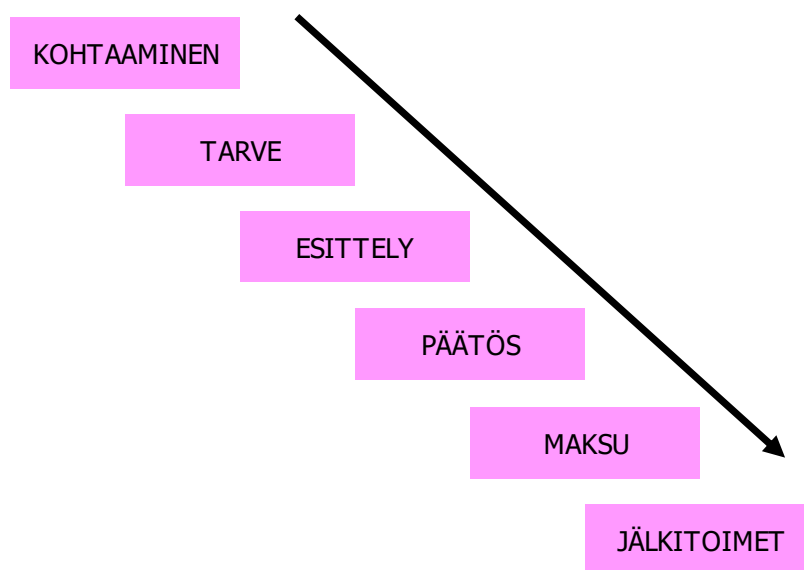 KOHTAAMINEN
TARVE
ESITTELY
PÄÄTÖS
MAKSU
JÄLKITOIMET